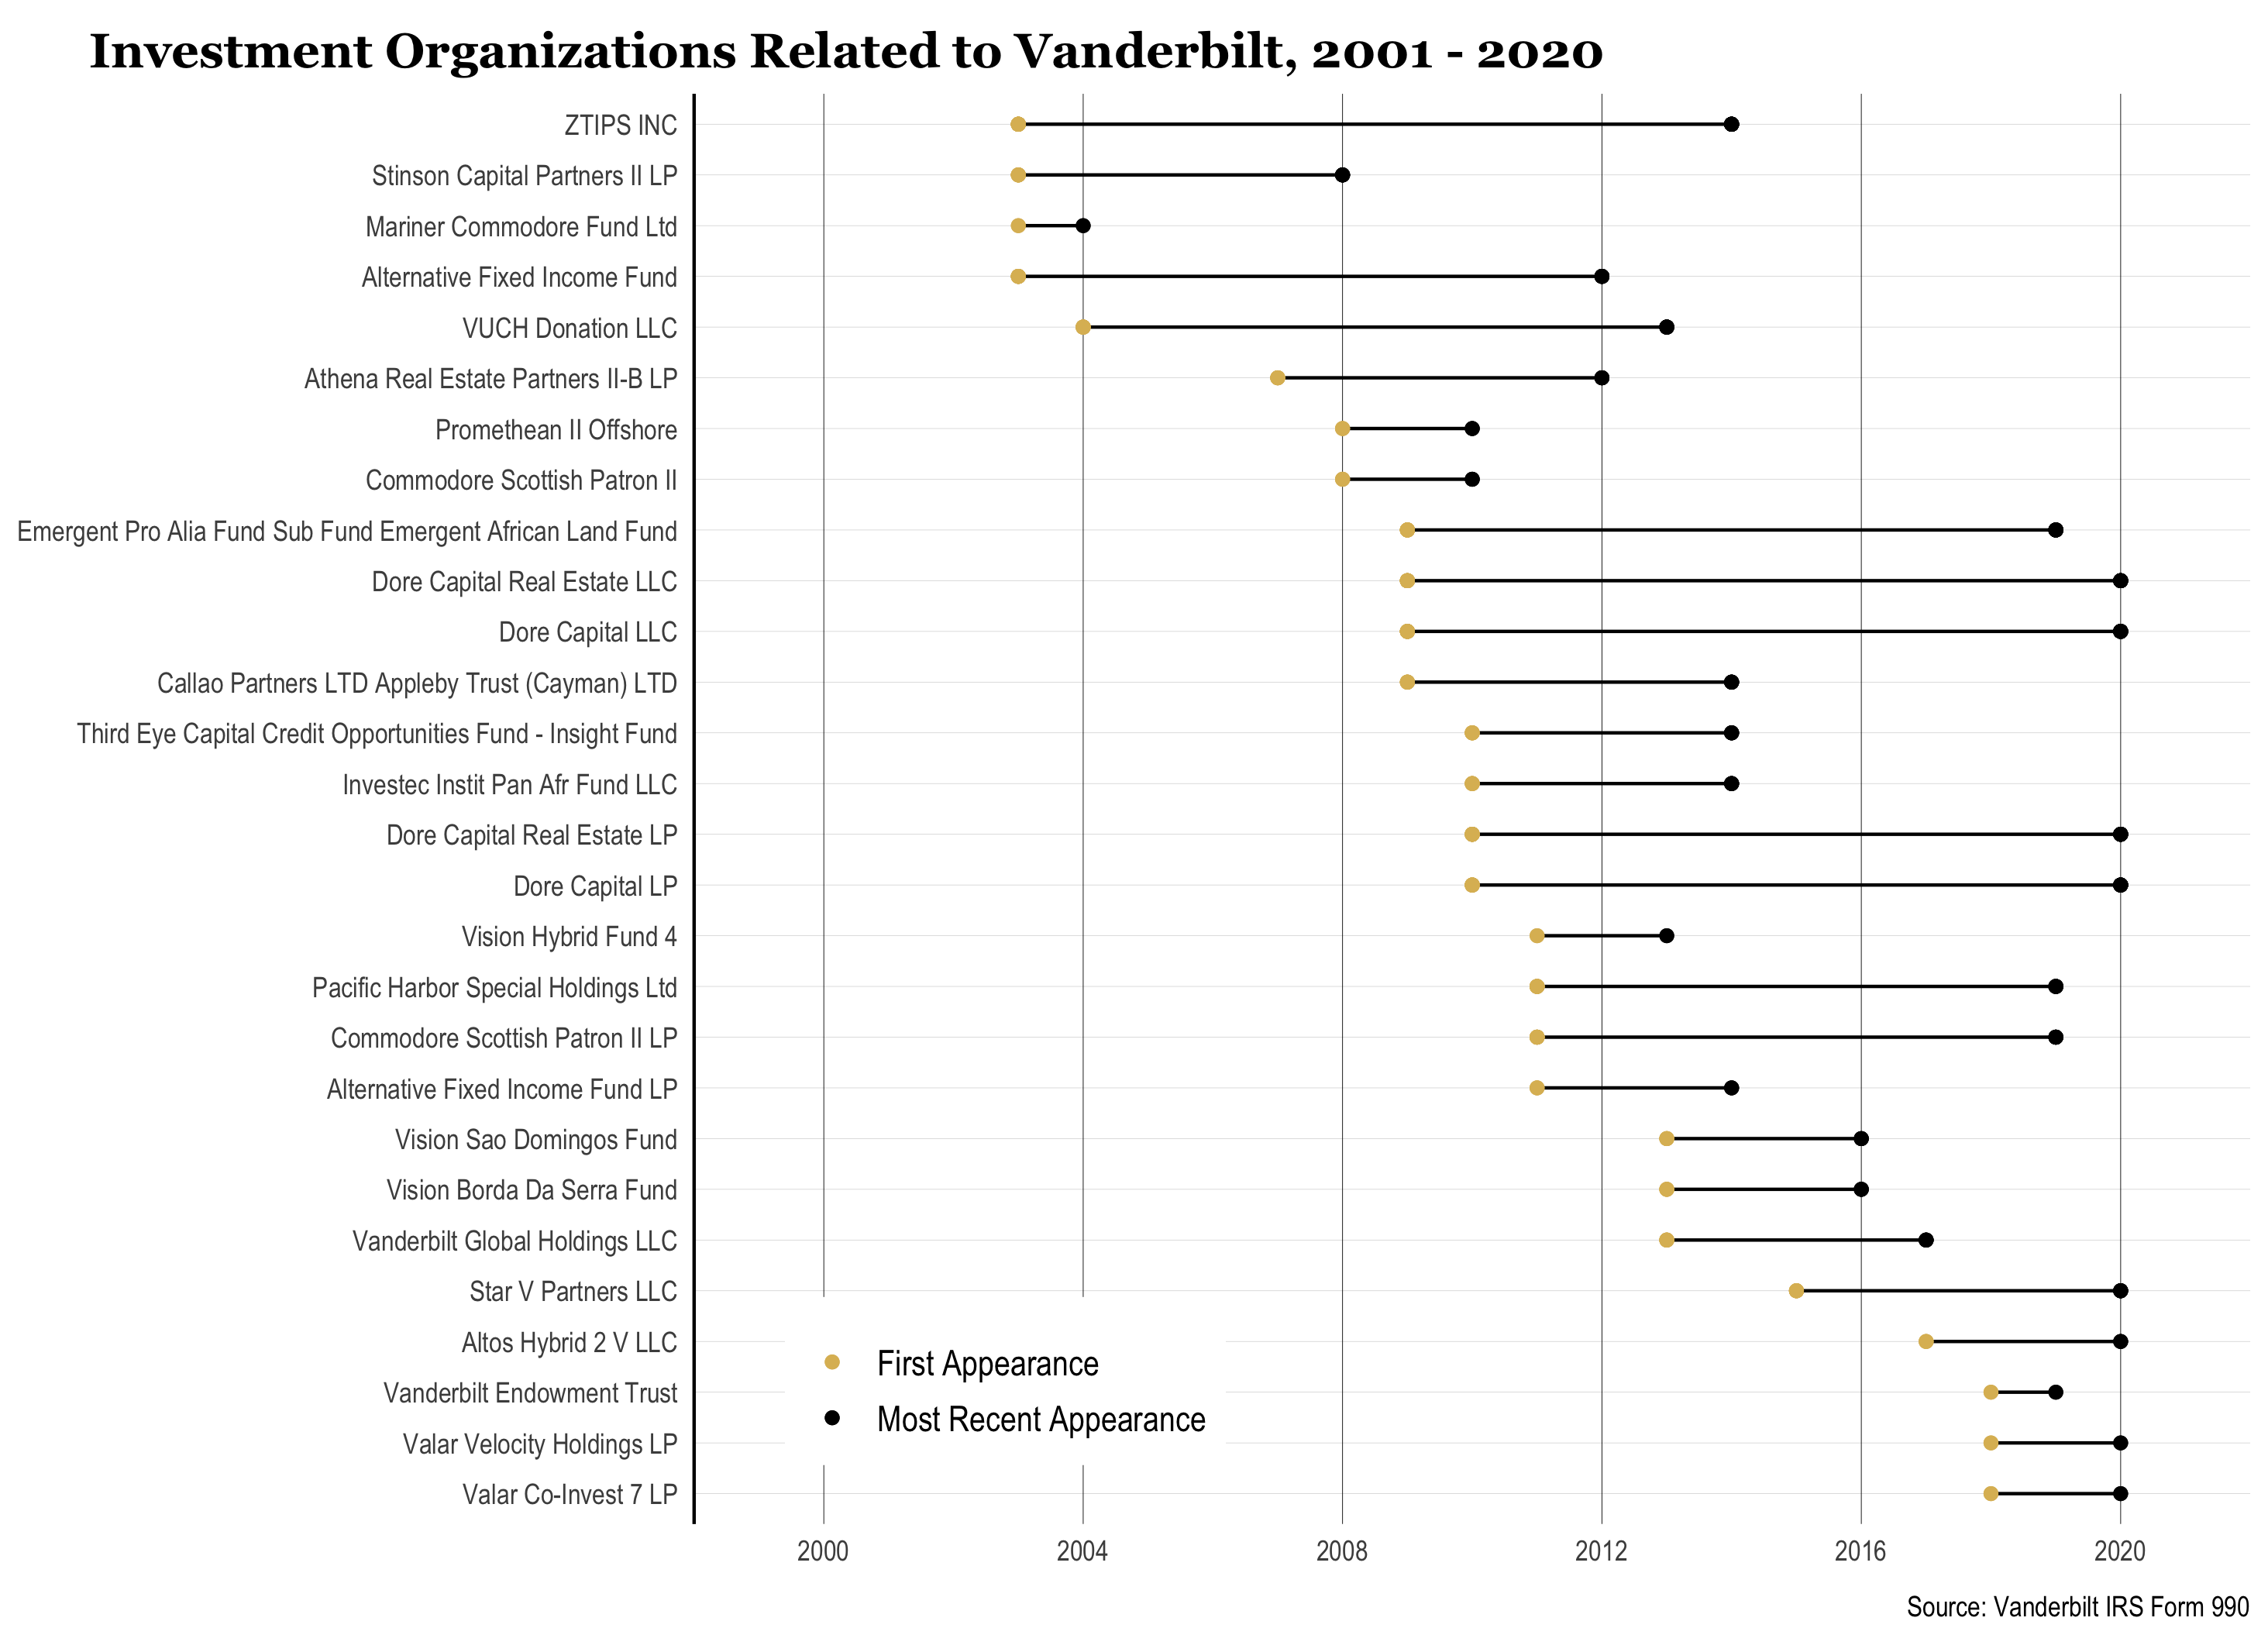 Investment Organizations Related to Vanderbilt, 2001 - 2020
ZTIPS INC
Stinson Capital Partners II LP
Mariner Commodore Fund Ltd
Alternative Fixed Income Fund
VUCH Donation LLC
Athena Real Estate Partners II-B LP
Promethean II Offshore
Commodore Scottish Patron II
Emergent Pro Alia Fund Sub Fund Emergent African Land Fund
Dore Capital Real Estate LLC
Dore Capital LLC
Callao Partners LTD Appleby Trust (Cayman) LTD
Third Eye Capital Credit Opportunities Fund - Insight Fund
Investec Instit Pan Afr Fund LLC
Dore Capital Real Estate LP
Dore Capital LP
Vision Hybrid Fund 4
Pacific Harbor Special Holdings Ltd
Commodore Scottish Patron II LP
Alternative Fixed Income Fund LP
Vision Sao Domingos Fund
Vision Borda Da Serra Fund
Vanderbilt Global Holdings LLC
Star V Partners LLC
Altos Hybrid 2 V LLC
Vanderbilt Endowment Trust
Valar Velocity Holdings LP
Valar Co-Invest 7 LP
First Appearance
Most Recent Appearance
2000 2004 2008 2012 2016 2020
Source: Vanderbilt IRS Form 990